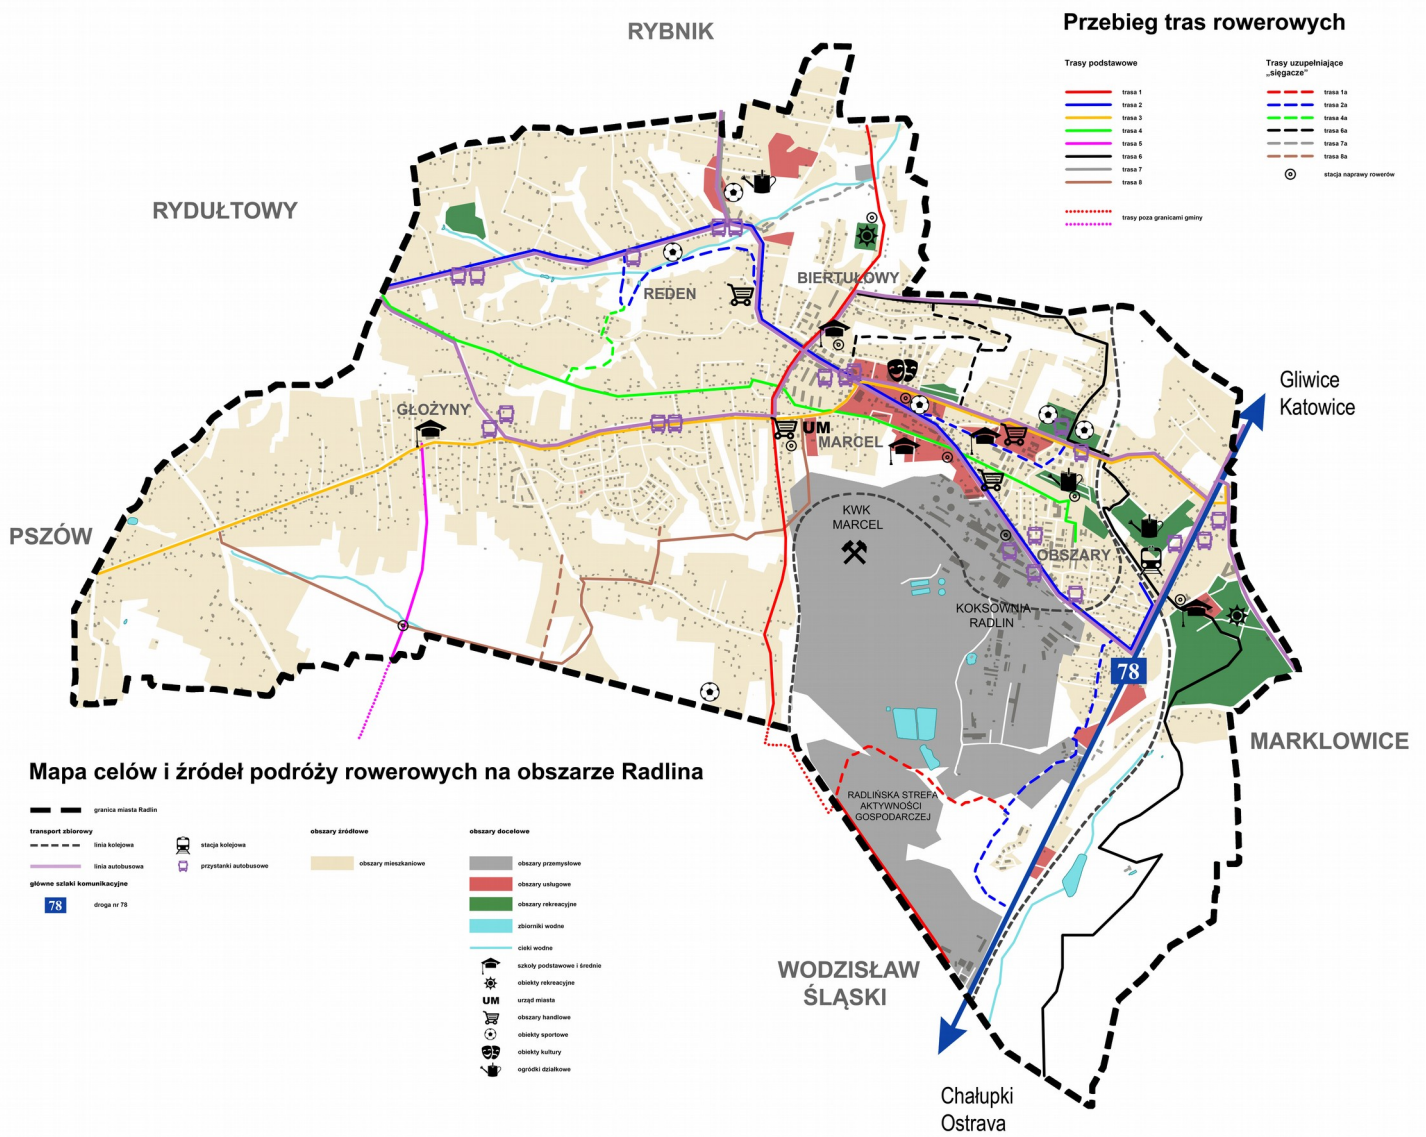 RYBNIK
Przebieg tras rowerowych
Trasy podstawowe
trasa 1
trasa 2
trasa 3
trasa 4
trasa 5
trasa 6
trasa 7
trasa 8
trasy poza granicami gminy
Trasy uzupełniające
„sięgacze”
trasa 1a
trasa 2a
trasa 4a
trasa 6a
trasa 7a
trasa 8a
stacja naprawy rowerów
RYDUŁTOWY
BIERTUŁOWY
REDEN
Gliwice
Katowice
GŁOŻYNY
UM
MARCEL
PSZÓW
KWK
MARCEL
OBSZARY
KOKSOWNIA
RADLIN
78
MARKLOWICE
RADLIŃSKA STREFA
AKTYWNOŚCI
GOSPODARCZEJ
WODZISŁAW
ŚLĄSKI
Chałupki
Ostrava
Mapa celów i źródeł podróży rowerowych na obszarze Radlina
granica miasta Radlin
transport zbiorowy
linia kolejowa
linia autobusowa
główne szlaki komunikacyjne
78
droga nr 78
stacja kolejowa
przystanki autobusowe
obszary źródłowe
obszary mieszkaniowe
obszary docelowe
obszary przemysłowe
obszary usługowe
obszary rekreacyjne
zbiorniki wodne
cieki wodne
szkoły podstawowe i średnie
obiekty rekreacyjne
UM
urząd miasta
obszary handlowe
obiekty sportowe
obiekty kultury
ogródki działkowe